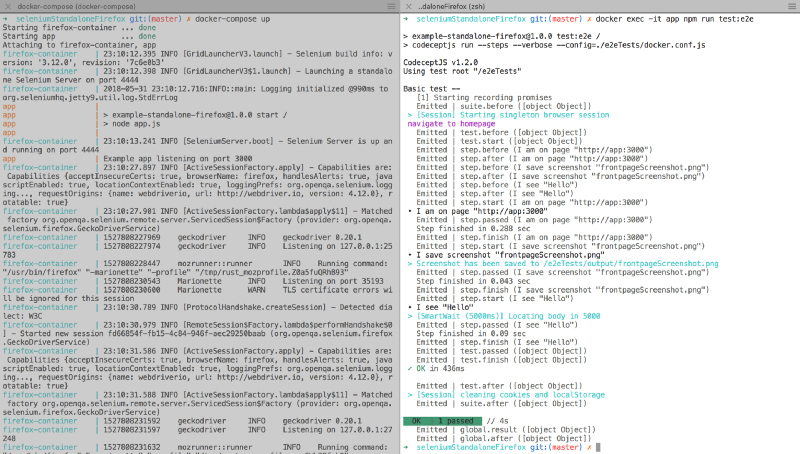 docker-compose (docker-compose)
➜ seleniumStandaloneFirefox git:(master) ✗ docker-compose up
Starting firefox-container ... done
Starting app ... done
Attaching to firefox-container, app
firefox-container | 23:10:12.395 INFO [GridLauncherV3.launch] - Selenium build info: v
ersion: '3.12.0', revision: '7c6e0b3'
firefox-container | 23:10:12.398 INFO [GridLauncherV3$1.launch] - Launching a standalo
ne Selenium Server on port 4444
firefox-container | 2018-05-31 23:10:12.716:INFO::main: Logging initialized @990ms to
org.seleniumhq.jetty9.util.log.StdErrLog
app |
app | > example-standalone-firefox@1.0.0 start /
app | > node app.js
app |
firefox-container | 23:10:13.241 INFO [SeleniumServer.boot] - Selenium Server is up an
d running on port 4444
app | Example app listening on port 3000
firefox-container | 23:10:27.897 INFO [ActiveSessionFactory.apply] - Capabilities are:
Capabilities {acceptInsecureCerts: true, browserName: firefox, handlesAlerts: true, java
scriptEnabled: true, locationContextEnabled: true, loggingPrefs: org.openqa.selenium.logg
ing..., requestOrigins: {name: webdriverio, url: http://webdriver.io, version: 4.12.0}, r
otatable: true}
firefox-container | 23:10:27.901 INFO [ActiveSessionFactory.lambda$apply$11] - Matched
factory org.openqa.selenium.remote.server.ServicedSession$Factory (provider: org.openqa.
selenium.firefox.GeckoDriverService)
firefox-container | 1527808227969 geckodriver INFO geckodriver 0.20.1
firefox-container | 1527808227974 geckodriver INFO Listening on 127.0.0.1:25
783
firefox-container | 1527808228447 mozrunner::runner INFO Running command:
"/usr/bin/firefox" "-marionette" "-profile" "/tmp/rust_mozprofile.Z0a5fuQRhB93"
firefox-container | 1527808230543 Marionette INFO Listening on port 35193
firefox-container | 1527808230600 Marionette WARN TLS certificate errors wi
ll be ignored for this session
firefox-container | 23:10:30.789 INFO [ProtocolHandshake.createSession] - Detected dia
lect: W3C
firefox-container | 23:10:30.979 INFO [RemoteSession$Factory.lambda$performHandshake$0
] - Started new session fd66854f-fb15-4c84-946f-aec29250baab (org.openqa.selenium.firefox
.GeckoDriverService)
firefox-container | 23:10:31.586 INFO [ActiveSessionFactory.apply] - Capabilities are:
Capabilities {acceptInsecureCerts: true, browserName: firefox, handlesAlerts: true, java
scriptEnabled: true, locationContextEnabled: true, loggingPrefs: org.openqa.selenium.logg
ing..., requestOrigins: {name: webdriverio, url: http://webdriver.io, version: 4.12.0}, r
otatable: true}
firefox-container | 23:10:31.588 INFO [ActiveSessionFactory.lambda$apply$11] - Matched
factory org.openqa.selenium.remote.server.ServicedSession$Factory (provider: org.openqa.
selenium.firefox.GeckoDriverService)
firefox-container | 1527808231592 geckodriver INFO geckodriver 0.20.1
firefox-container | 1527808231597 geckodriver INFO Listening on 127.0.0.1:27
248
firefox-container | 1527808231632 mozrunner::runner INFO Running command:
..daloneFirefox (zsh)
➜ seleniumStandaloneFirefox git:(master) ✗ docker exec -it app npm run test:e2e
> example-standalone-firefox@1.0.0 test:e2e /
> codeceptjs run --steps --verbose --config=./e2eTests/docker.conf.js
CodeceptJS v1.2.0
Using test root "/e2eTests"
Basic test --
[1] Starting recording promises
Emitted | suite.before ([object Object])
> [Session] Starting singleton browser session
navigate to homepage
Emitted | test.before ([object Object])
Emitted | test.start ([object Object])
Emitted | step.before (I am on page "http://app:3000")
Emitted | step.after (I am on page "http://app:3000")
Emitted | step.before (I save screenshot "frontpageScreenshot.png")
Emitted | step.after (I save screenshot "frontpageScreenshot.png")
Emitted | step.before (I see "Hello")
Emitted | step.after (I see "Hello")
Emitted | step.start (I am on page "http://app:3000")
• I am on page "http://app:3000"
Emitted | step.passed (I am on page "http://app:3000")
Step finished in 0.288 sec
Emitted | step.finish (I am on page "http://app:3000")
Emitted | step.start (I save screenshot "frontpageScreenshot.png")
• I save screenshot "frontpageScreenshot.png"
> Screenshot has been saved to /e2eTests/output/frontpageScreenshot.png
Emitted | step.passed (I save screenshot "frontpageScreenshot.png")
Step finished in 0.043 sec
Emitted | step.finish (I save screenshot "frontpageScreenshot.png")
Emitted | step.start (I see "Hello")
• I see "Hello"
> [SmartWait (5000ms)] Locating body in 5000
Emitted | step.passed (I see "Hello")
Step finished in 0.09 sec
Emitted | step.finish (I see "Hello")
Emitted | test.passed ([object Object])
Emitted | test.finish ([object Object])
✓ OK in 436ms
Emitted | test.after ([object Object])
> [Session] cleaning cookies and localStorage
Emitted | suite.after ([object Object])
OK | 1 passed // 4s
Emitted | global.result ([object Object])
Emitted | global.after ([object Object])
➜ seleniumStandaloneFirefox git:(master) ✗